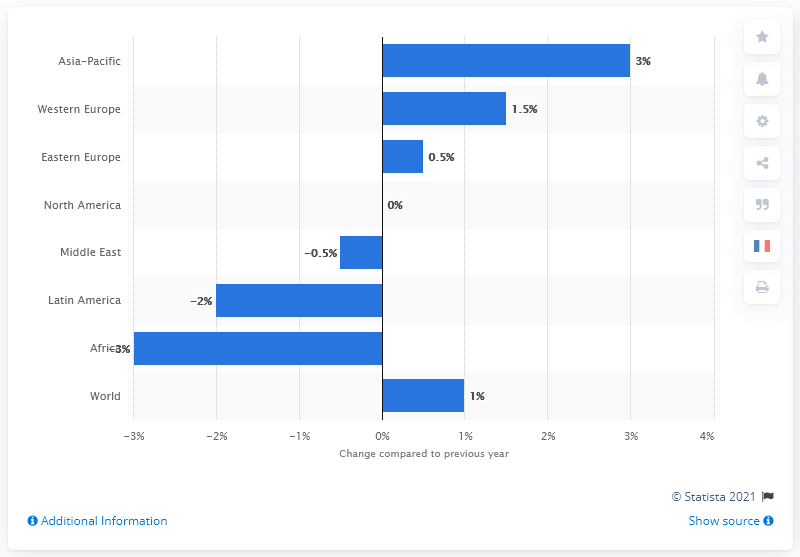 Asia-Pacific 3%
Western Europe 1.5%
Eastern Europe 0.5%
North America 0%
Middle East -0.5%
Latin America -2%
Africa -3%
World 1%
-3% -2% -1% 0% 1% 2% 3% 4%
Change compared to previous year
© Statista 2021
Additional Information Show source